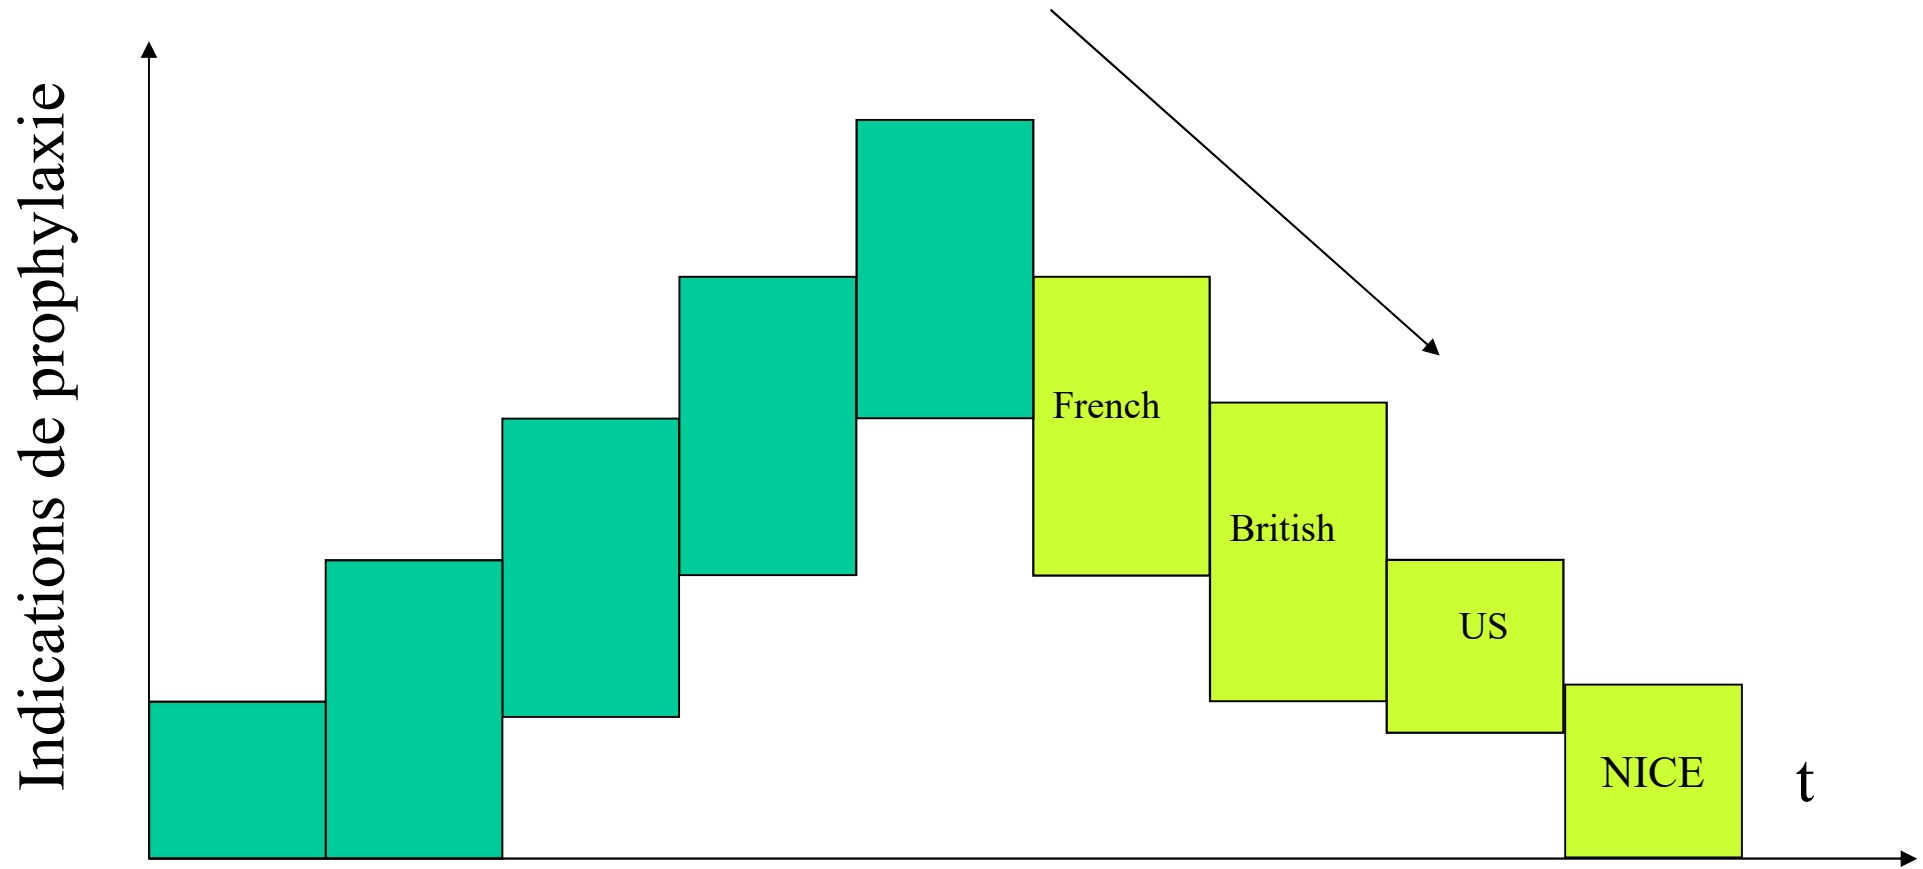 Indications de prophylaxie
French
British
US
NICE
t